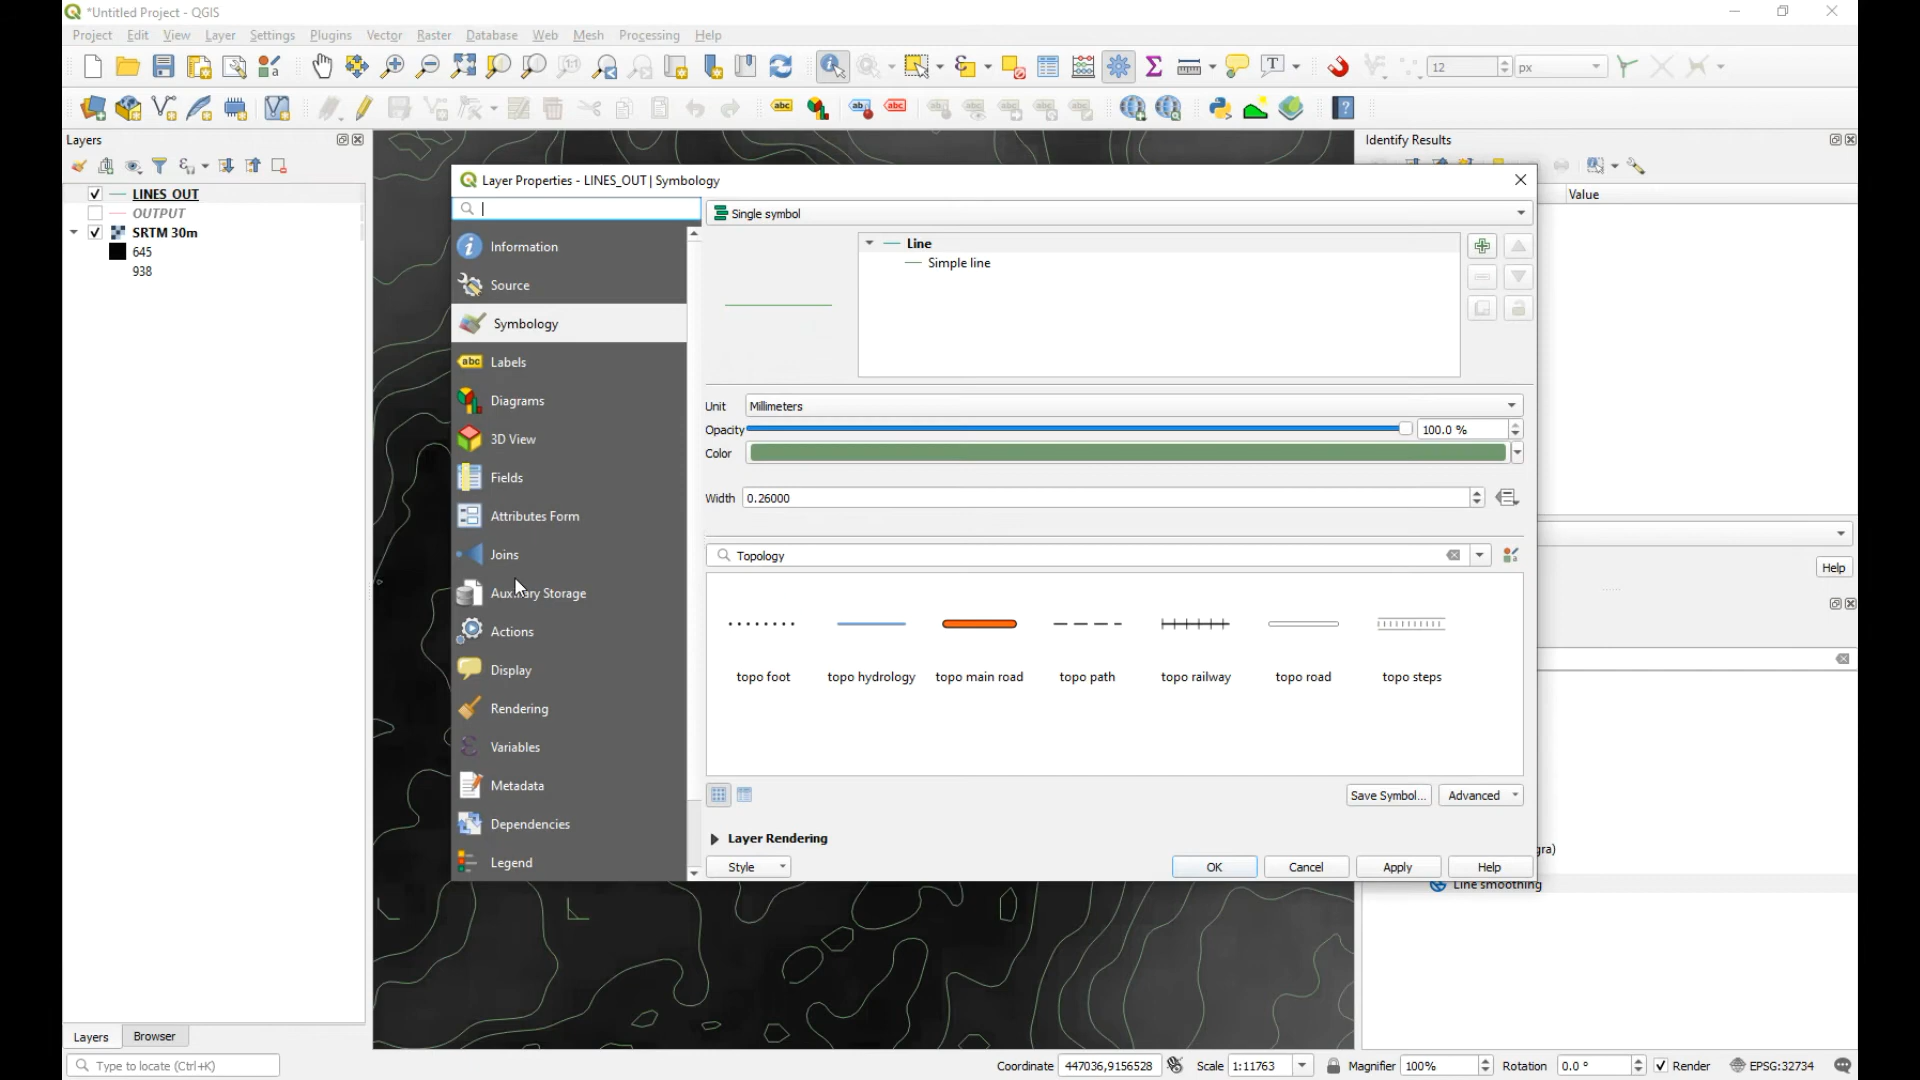 *Untitled Project - QGIS
Project Edit View Layer Settings Plugins Vector Raster Database Web Mesh Processing Help
12 px
Layers
LINES_OUT
OUTPUT
SRTM 30m
645
938
Layer Properties - LINES_OUT | Symbology
Information
Source
Symbology
Labels
Diagrams
3D View
Fields
Attributes Form
Joins
Auxiliary Storage
Actions
Display
Rendering
Variables
Metadata
Dependencies
Legend
Single symbol
Line
Simple line
Unit Millimeters
Opacity 100.0 %
Color
Width 0.26000
Topology
topo foot topo hydrology topo main road topo path topo railway topo road topo steps
Save Symbol... Advanced
Layer Rendering
Style OK Cancel Apply Help
Identify Results
Value
Help
gra)
Line smoothing
Layers Browser
Type to locate (Ctrl+K) Coordinate 447036,9156528 Scale 1:11763 Magnifier 100% Rotation 0.0 ° Render EPSG:32734